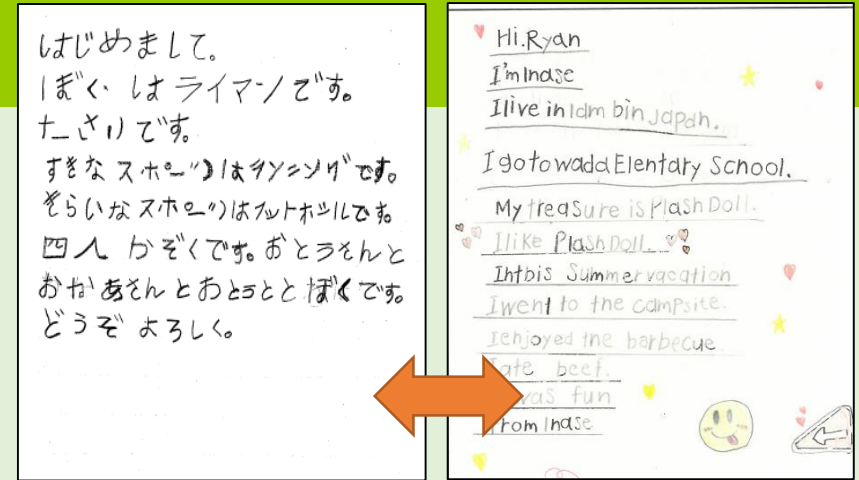 はじめまして。
ぼく は ライマンです。
です。
すきな スポーツは ランニングです。
きらいな スポーツは フットボールです。
四人 かぞくです。おとうさんと
おかあさんとおとうとと ぼくです。
どうぞ よろしく。
Hi.Ryan
I'm Inase
I live in Idm bin Japan.
I go to wadd Elentary School.
My treasure is Plash Doll.
I like Plash Doll.
Inthis Summer vacation
I went to the campsite.
I enjoyed the barbecue
I ate beef.
was fun
from Inase